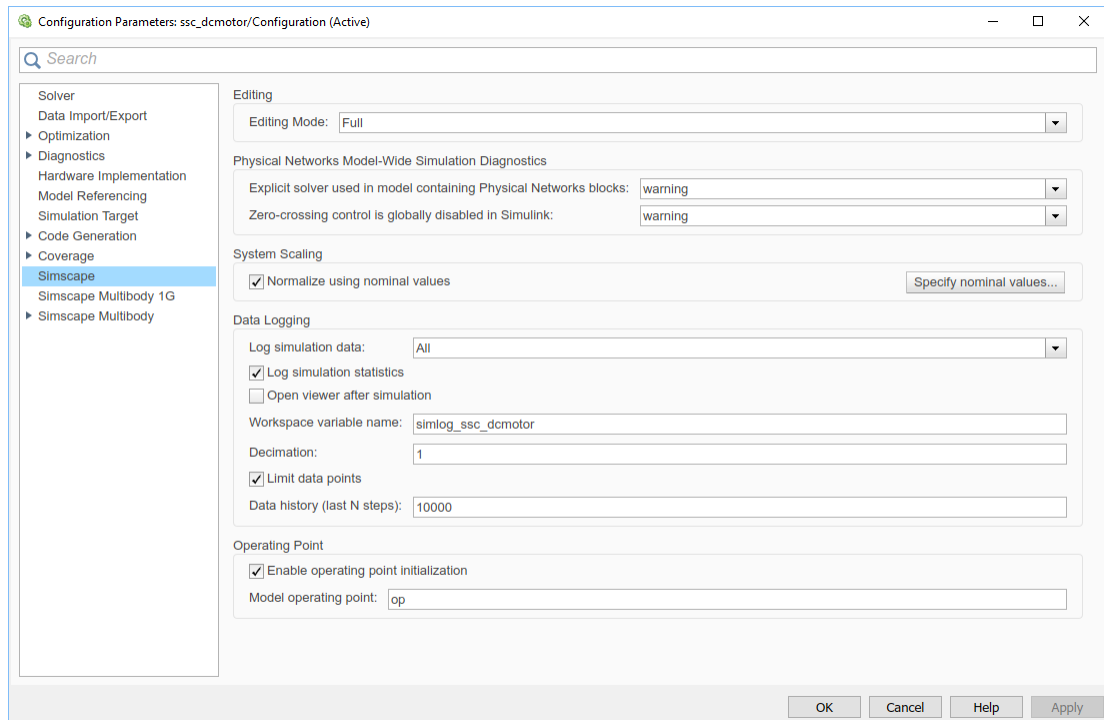 Configuration Parameters: ssc_dcmotor/Configuration (Active)
Search
Solver
Data Import/Export
Optimization
Diagnostics
Hardware Implementation
Model Referencing
Simulation Target
Code Generation
Coverage
Simscape
Simscape Multibody 1G
Simscape Multibody
Editing
Editing Mode: Full
Physical Networks Model-Wide Simulation Diagnostics
Explicit solver used in model containing Physical Networks blocks: warning
Zero-crossing control is globally disabled in Simulink: warning
System Scaling
Normalize using nominal values Specify nominal values...
Data Logging
Log simulation data: All
Log simulation statistics
Open viewer after simulation
Workspace variable name: simlog_ssc_dcmotor
Decimation: 1
Limit data points
Data history (last N steps): 10000
Operating Point
Enable operating point initialization
Model operating point: op
OK Cancel Help Apply